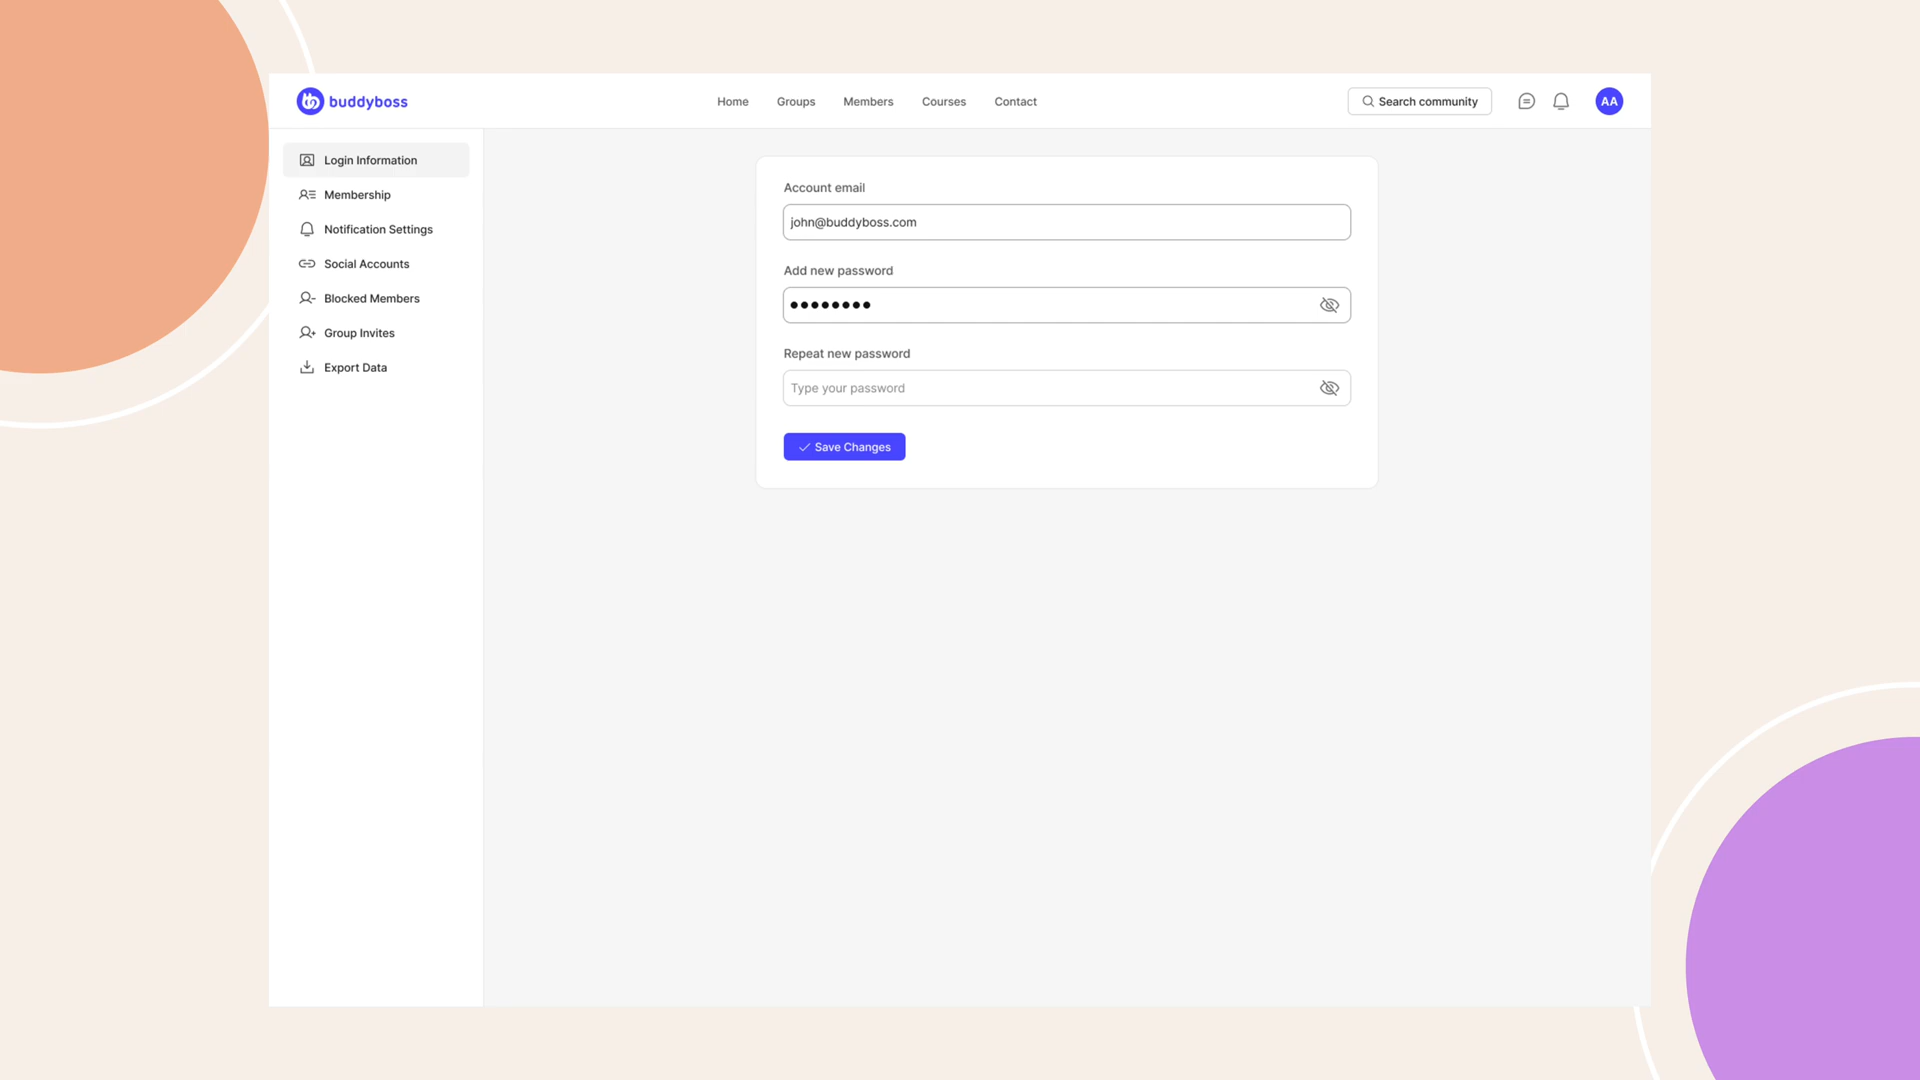 buddyboss
Home
Groups
Members
Courses
Contact
Search community
AA
Login Information
Membership
Notification Settings
Social Accounts
Blocked Members
Group Invites
Export Data
Account email
john@buddyboss.com
Add new password
Repeat new password
Type your password
Save Changes